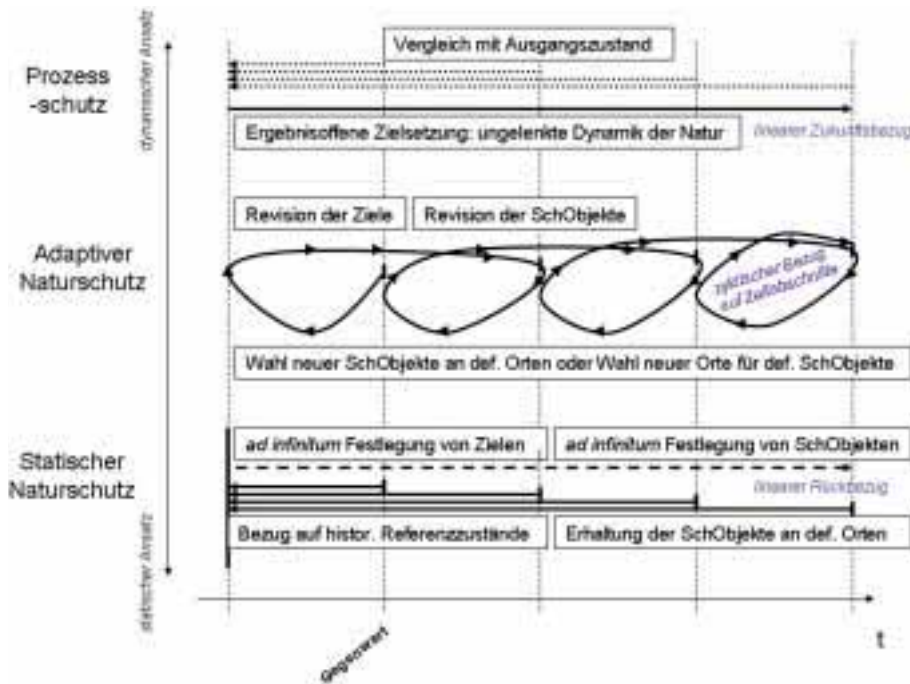 dynamischer Ansatz
Vergleich mit Ausgangszustand
Prozess
-schutz
Ergebnisoffene Zielsetzung: ungelenkte Dynamik der Natur
linearer Zukunftsbezug
Revision der Ziele
Revision der SchObjekte
Adaptiver
Naturschutz
zyklischer Bezug
auf Zeitabschnitte
Wahl neuer SchObjekte an def. Orten oder Wahl neuer Orte für def. SchObjekte
ad infinitum Festlegung von Zielen
ad infinitum Festlegung von SchObjekten
Statischer
Naturschutz
linearer Rückbezug
Bezug auf histor. Referenzzustände
Erhaltung der SchObjekte an def. Orten
statischer Ansatz
t
Gegenwart